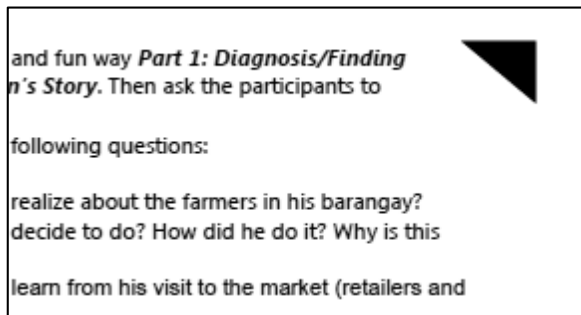 and fun way Part 1: Diagnosis/Finding
n's Story. Then ask the participants to
following questions:
realize about the farmers in his barangay?
decide to do? How did he do it? Why is this
learn from his visit to the market (retailers and